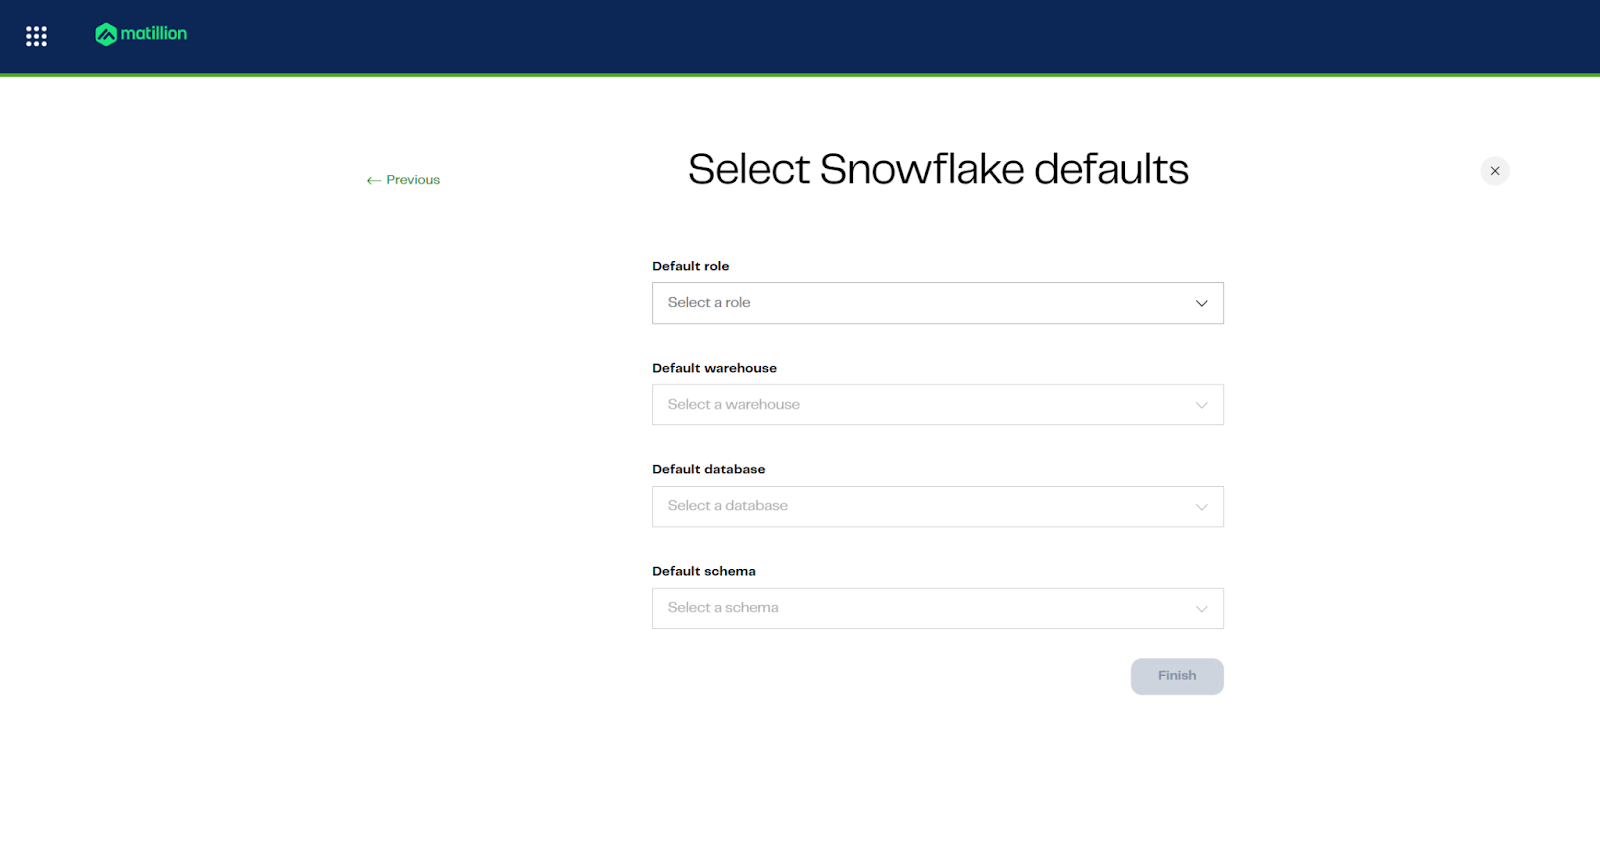 matillion
← Previous
Select Snowflake defaults
Default role
Select a role
Default warehouse
Select a warehouse
Default database
Select a database
Default schema
Select a schema
Finish